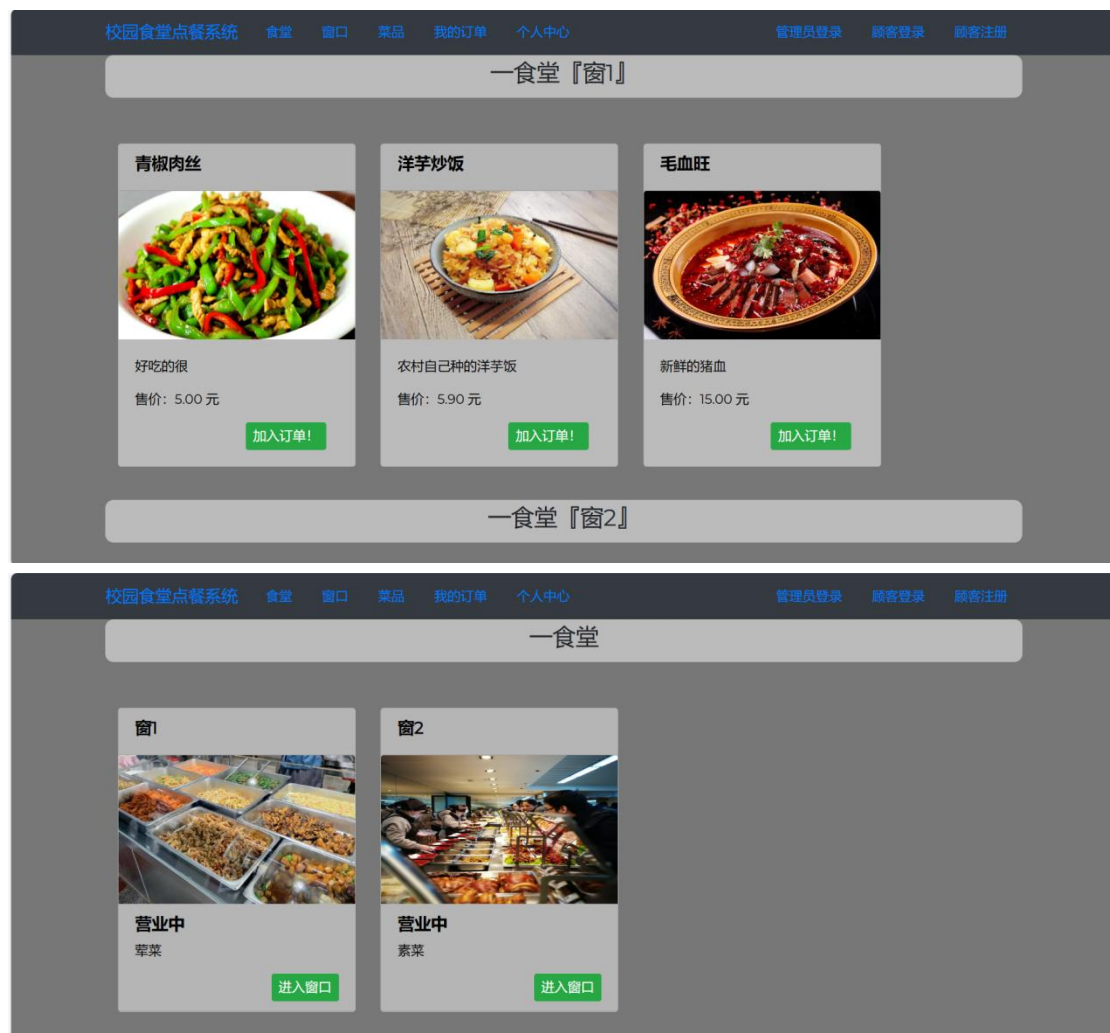 校园食堂点餐系统 食堂 窗口 菜品 我的订单 个人中心 管理员登录 顾客登录 顾客注册
一食堂『窗1』
青椒肉丝 洋芋炒饭 毛血旺
好吃的很 农村自己种的洋芋饭 新鲜的猪血
售价：5.00 元 售价：5.90 元 售价：15.00 元
加入订单！ 加入订单！ 加入订单！
一食堂『窗2』
校园食堂点餐系统 食堂 窗口 菜品 我的订单 个人中心 管理员登录 顾客登录 顾客注册
一食堂
窗1 窗2
营业中 营业中
荤菜 素菜
进入窗口 进入窗口